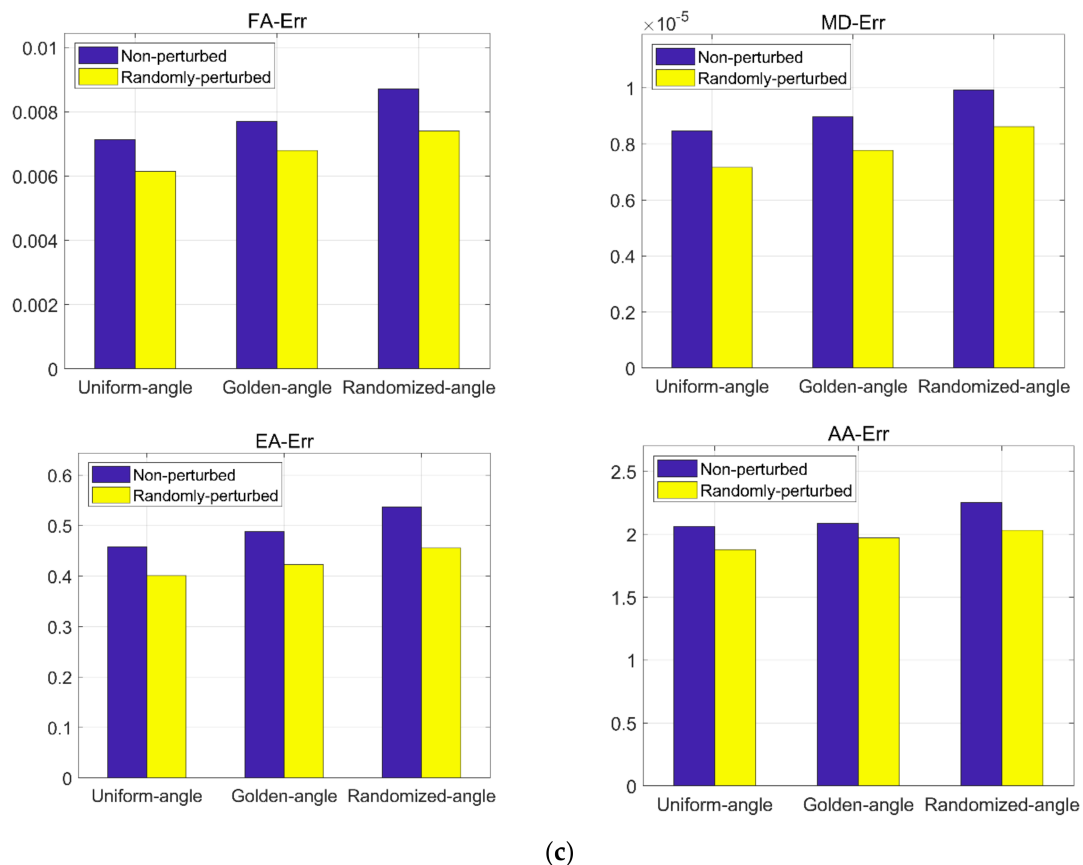 FA-Err
0.01
0.008
0.006
0.004
0.002
0
Non-perturbed
Randomly-perturbed
Uniform-angle Golden-angle Randomized-angle
MD-Err
×10⁻⁵
1
0.8
0.6
0.4
0.2
0
Non-perturbed
Randomly-perturbed
Uniform-angle Golden-angle Randomized-angle
EA-Err
0.6
0.5
0.4
0.3
0.2
0.1
0
Non-perturbed
Randomly-perturbed
Uniform-angle Golden-angle Randomized-angle
AA-Err
2.5
2
1.5
1
0.5
0
Non-perturbed
Randomly-perturbed
Uniform-angle Golden-angle Randomized-angle
(c)